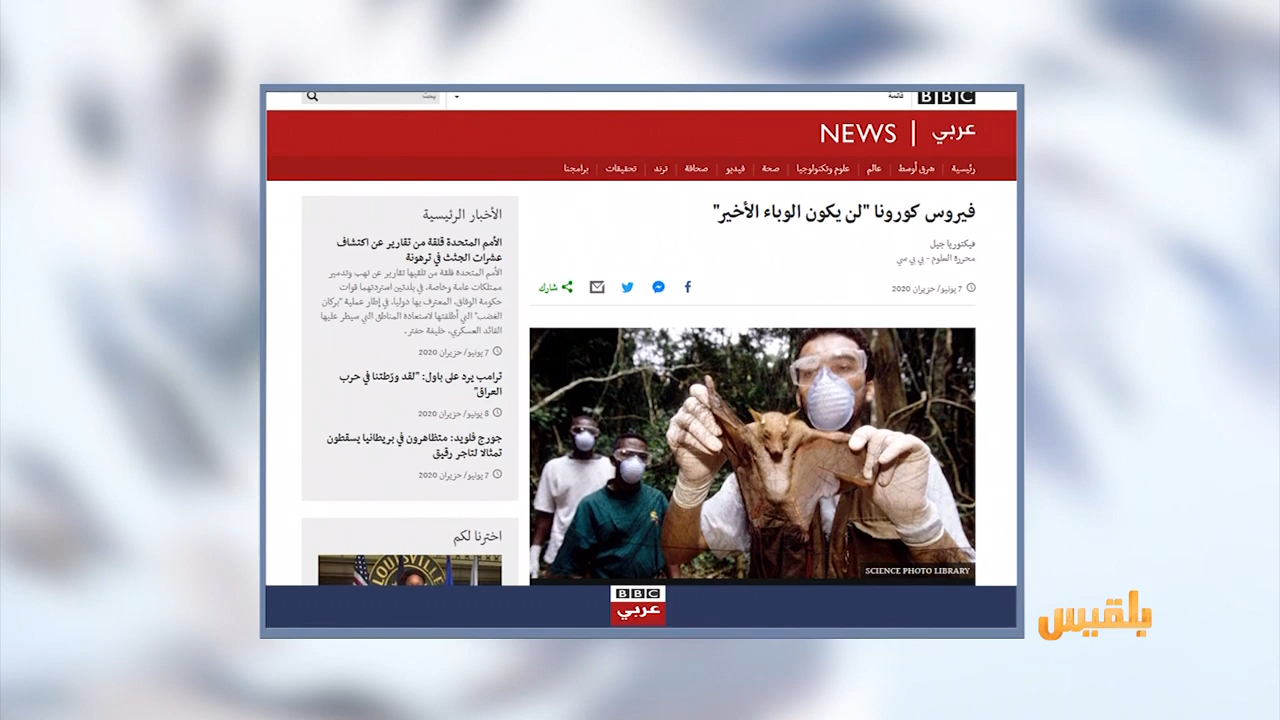 BBC
قائمة
بحث
عربي | NEWS
رئيسية | شرق أوسط | عالم | علوم وتكنولوجيا | صحة | فيديو | صحافة | ترند | تحقيقات | برامجنا
فيروس كورونا "لن يكون الوباء الأخير"
فيكتوريا جيل
محررة العلوم - بي بي سي
7 يونيو/ حزيران 2020
شارك
SCIENCE PHOTO LIBRARY
الأخبار الرئيسية
الأمم المتحدة قلقة من تقارير عن اكتشاف
عشرات الجثث في ترهونة
الأمم المتحدة قلقة من تلقيها تقارير عن نهب وتدمير
ممتلكات عامة وخاصة، في بلدتين استردتهما قوات
حكومة الوفاق، المعترف بها دوليا، في إطار عملية "بركان
الغضب" التي أطلقتها لاستعادة المناطق التي سيطر عليها
القائد العسكري، خليفة حفتر.
7 يونيو/ حزيران 2020
ترامب يرد على باول: "لقد ورّطتنا في حرب
العراق"
8 يونيو/ حزيران 2020
جورج فلويد: متظاهرون في بريطانيا يسقطون
تمثالا لتاجر رقيق
7 يونيو/ حزيران 2020
اخترنا لكم
LOUISVILLE
BBC
عربي
بلقيس